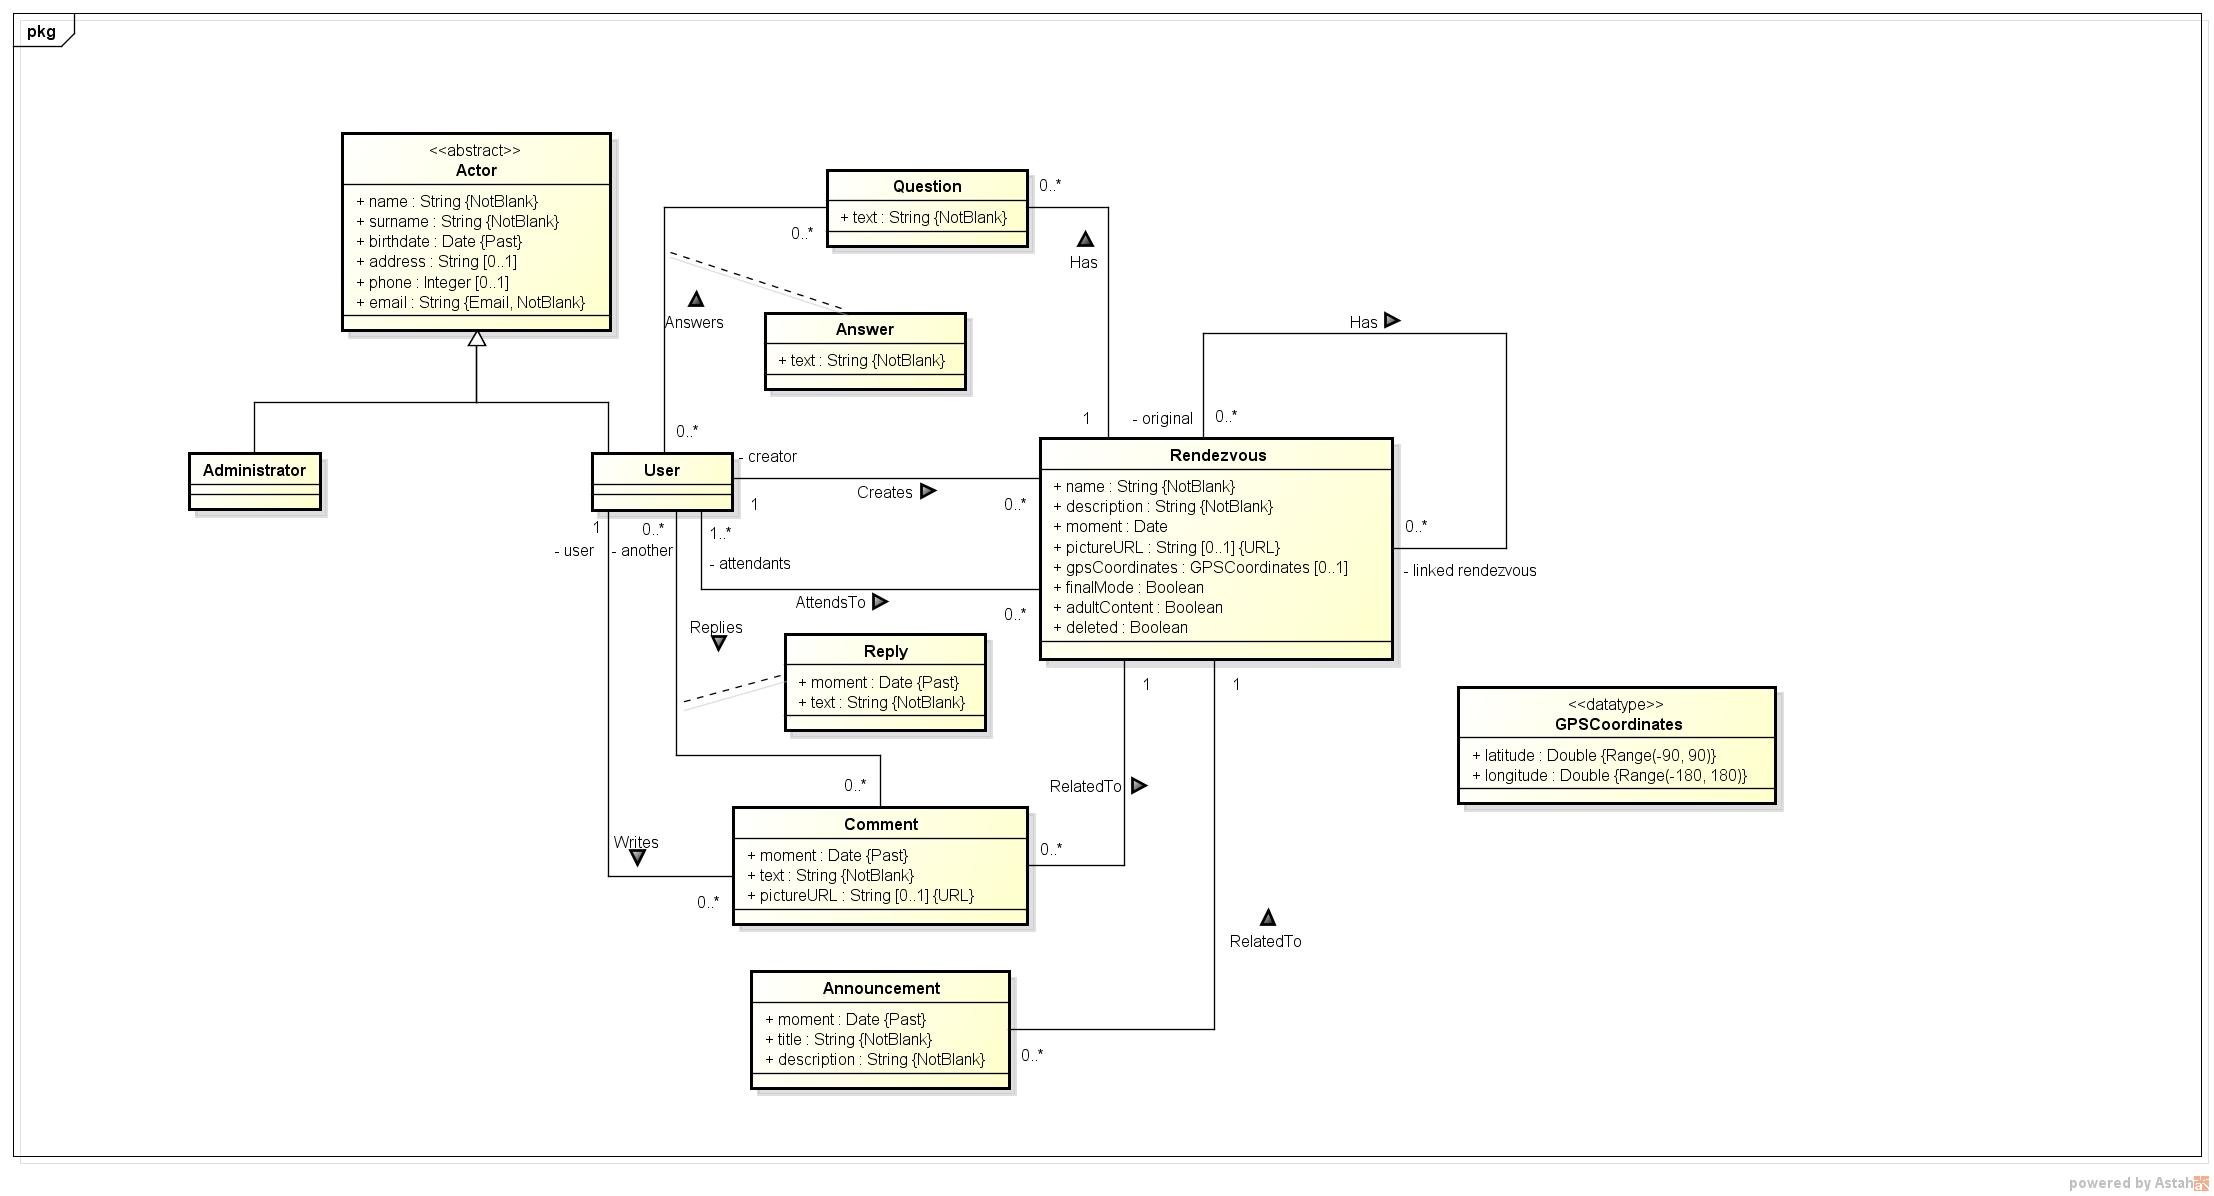 pkg
<<abstract>>
Actor
+ name : String {NotBlank}
+ surname : String {NotBlank}
+ birthdate : Date {Past}
+ address : String [0..1]
+ phone : Integer [0..1]
+ email : String {Email, NotBlank}
Question
+ text : String {NotBlank}
0..*
0..*
Has
Answers
Answer
+ text : String {NotBlank}
Has
0..*
1
- original
0..*
Administrator
User
- creator
Creates
1
0..*
Rendezvous
+ name : String {NotBlank}
+ description : String {NotBlank}
+ moment : Date
+ pictureURL : String [0..1] {URL}
+ gpsCoordinates : GPSCoordinates [0..1]
+ finalMode : Boolean
+ adultContent : Boolean
+ deleted : Boolean
0..*
- linked rendezvous
1
- user
0..*
- another
1..*
- attendants
AttendsTo
0..*
Replies
Reply
+ moment : Date {Past}
+ text : String {NotBlank}
1
1
<<datatype>>
GPSCoordinates
+ latitude : Double {Range(-90, 90)}
+ longitude : Double {Range(-180, 180)}
0..*
RelatedTo
Writes
0..*
Comment
+ moment : Date {Past}
+ text : String {NotBlank}
+ pictureURL : String [0..1] {URL}
0..*
RelatedTo
Announcement
+ moment : Date {Past}
+ title : String {NotBlank}
+ description : String {NotBlank}
0..*
powered by Astah